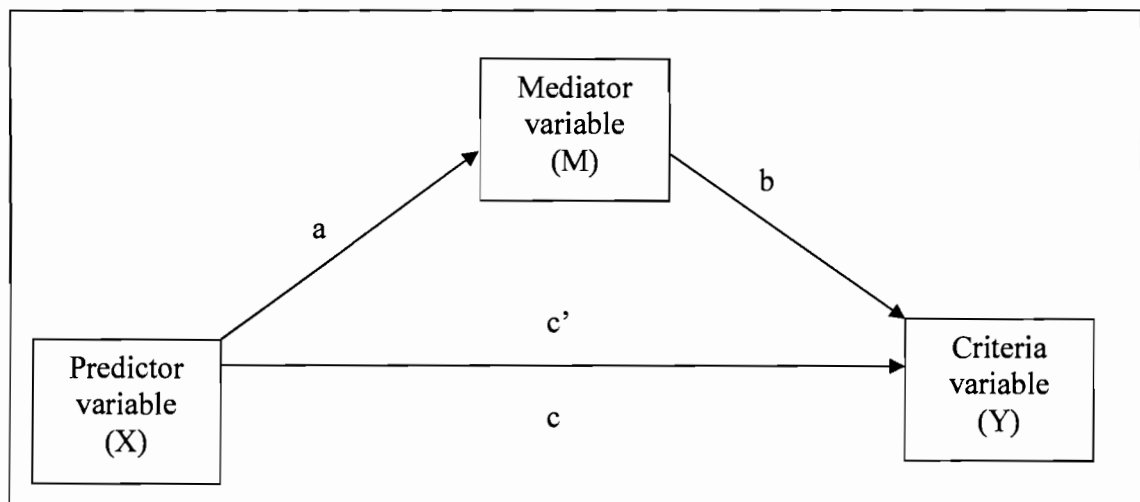 Mediator
variable
(M)
a
b
c’
Predictor
variable
(X)
c
Criteria
variable
(Y)